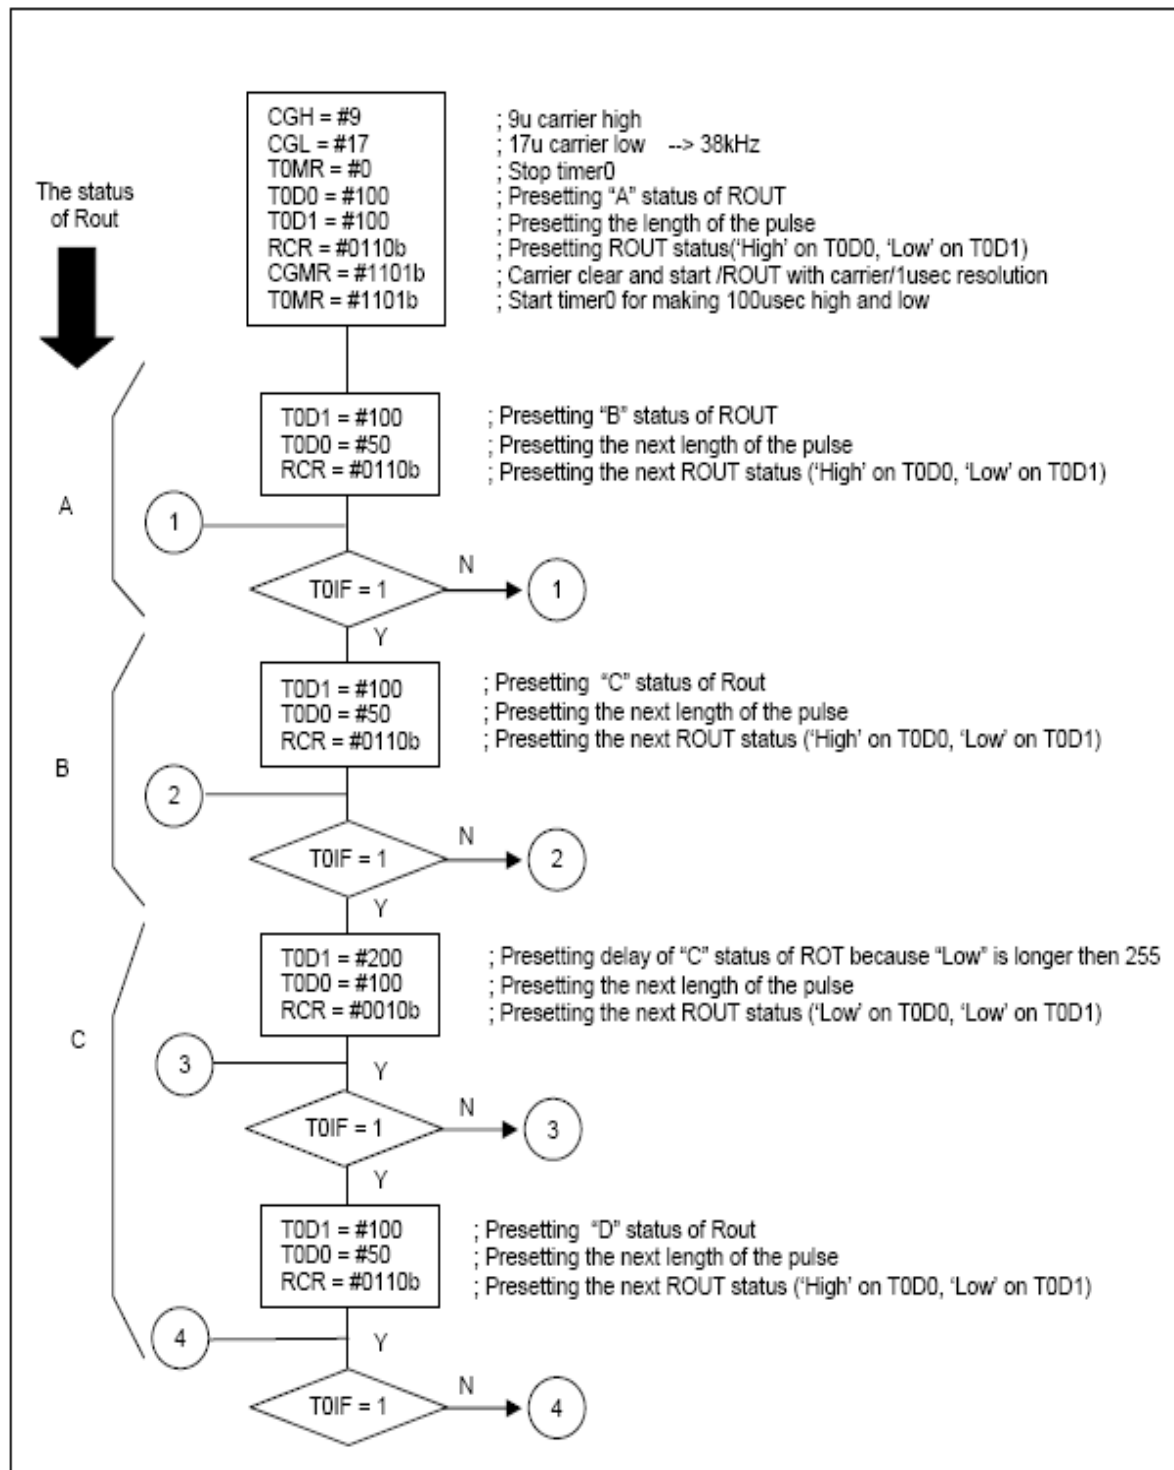 CGH = #9 ; 9u carrier high
CGL = #17 ; 17u carrier low --> 38kHz
T0MR = #0 ; Stop timer0
T0D0 = #100 ; Presetting “A” status of ROUT
T0D1 = #100 ; Presetting the length of the pulse
RCR = #0110b ; Presetting ROUT status(‘High’ on T0D0, ‘Low’ on T0D1)
CGMR = #1101b ; Carrier clear and start /ROUT with carrier/1usec resolution
T0MR = #1101b ; Start timer0 for making 100usec high and low
The status
of Rout
T0D1 = #100 ; Presetting “B” status of ROUT
T0D0 = #50 ; Presetting the next length of the pulse
RCR = #0110b ; Presetting the next ROUT status (‘High’ on T0D0, ‘Low’ on T0D1)
A
1
T0IF = 1
N
1
Y
T0D1 = #100 ; Presetting “C” status of Rout
T0D0 = #50 ; Presetting the next length of the pulse
RCR = #0110b ; Presetting the next ROUT status (‘High’ on T0D0, ‘Low’ on T0D1)
B
2
T0IF = 1
N
2
Y
T0D1 = #200 ; Presetting delay of “C” status of ROT because “Low” is longer then 255
T0D0 = #100 ; Presetting the next length of the pulse
RCR = #0010b ; Presetting the next ROUT status (‘Low’ on T0D0, ‘Low’ on T0D1)
C
3
Y
T0IF = 1
N
3
Y
T0D1 = #100 ; Presetting “D” status of Rout
T0D0 = #50 ; Presetting the next length of the pulse
RCR = #0110b ; Presetting the next ROUT status (‘High’ on T0D0, ‘Low’ on T0D1)
4
Y
T0IF = 1
N
4